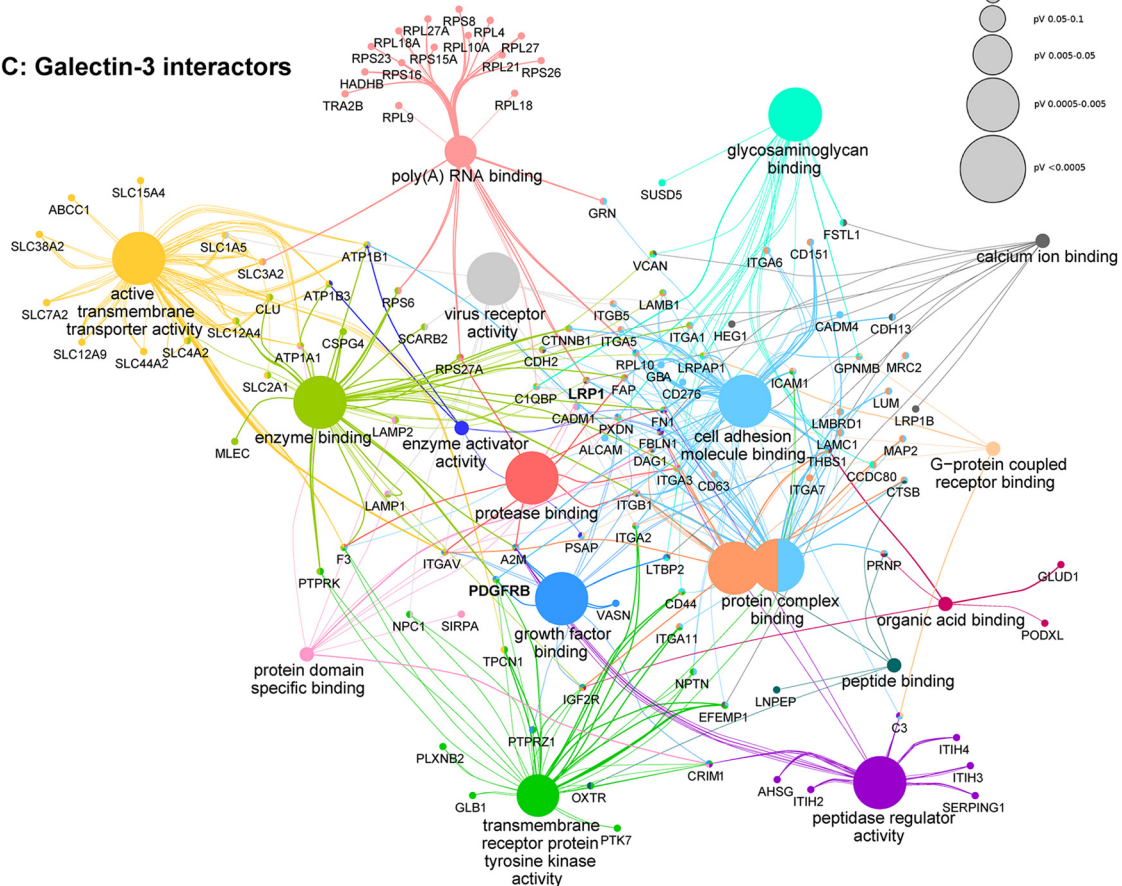 C: Galectin-3 interactors
pV 0.05-0.1
pV 0.005-0.05
pV 0.0005-0.005
pV <0.0005
RPS8
RPL27A
RPL4
RPL18A
RPL10A
RPL27
RPS23
RPS15A
RPL21
RPS26
RPS16
HADHB
TRA2B
RPL9
RPL18
poly(A) RNA binding
glycosaminoglycan
binding
SUSD5
GRN
FSTL1
calcium ion binding
SLC15A4
ABCC1
SLC38A2
SLC1A5
SLC3A2
ATP1B1
active
transmembrane
transporter activity
SLC7A2
SLC12A9
SLC44A2
SLC4A2
SLC12A4
CLU
ATP1B3
RPS6
CSPG4
SCARB2
ATP1A1
SLC2A1
RPS27A
virus receptor
activity
VCAN
ITGA6
CD151
LAMB1
ITGB5
ITGA5
ITGA1
HEG1
CADM4
CDH13
CTNNB1
CDH2
RPL10
GBA
LRPAP1
GPNMB
MRC2
ICAM1
C1QBP
LRP1
FAP
CD276
LUM
LRP1B
CADM1
PXDN
FN1
LMBRD1
enzyme binding
LAMP2
enzyme activator
activity
ALCAM
FBLN1
cell adhesion
molecule binding
LAMC1
MAP2
MLEC
DAG1
THBS1
G-protein coupled
receptor binding
ITGA3
CD63
ITGA7
CCDC80
CTSB
LAMP1
protease binding
ITGB1
F3
ITGAV
A2M
PSAP
ITGA2
LTBP2
PRNP
GLUD1
PTPRK
PDGFRB
VASN
CD44
protein complex
binding
organic acid binding
PODXL
NPC1
SIRPA
growth factor
binding
ITGA11
protein domain
specific binding
TPCN1
IGF2R
NPTN
peptide binding
LNPEP
EFEMP1
C3
PTPRZ1
PLXNB2
CRIM1
ITIH4
ITIH3
AHSG
ITIH2
SERPING1
GLB1
OXTR
peptidase regulator
activity
transmembrane
receptor protein
tyrosine kinase
activity
PTK7